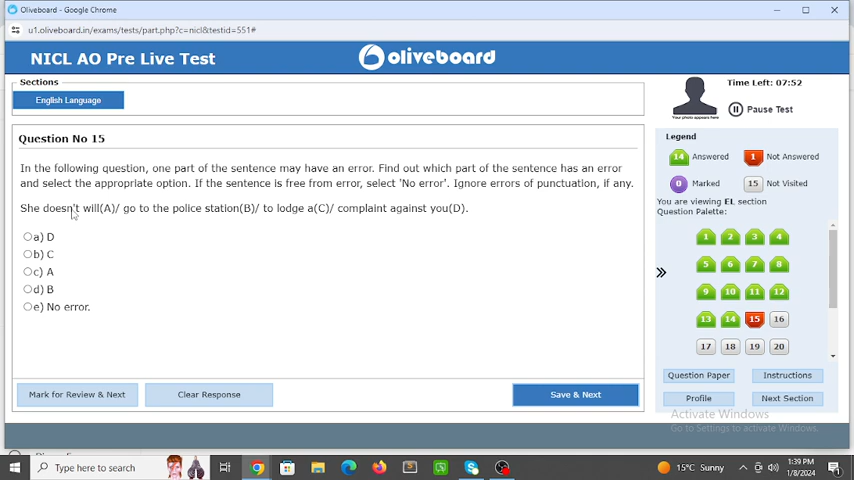 Oliveboard - Google Chrome
u1.oliveboard.in/exams/tests/part.php?c=nicl&testid=551#
NICL AO Pre Live Test
oliveboard
Sections
English Language
Your photo appears here
Time Left: 07:52
Pause Test
Question No 15
In the following question, one part of the sentence may have an error. Find out which part of the sentence has an error
and select the appropriate option. If the sentence is free from error, select 'No error'. Ignore errors of punctuation, if any.
She doesn't will(A)/ go to the police station(B)/ to lodge a(C)/ complaint against you(D).
a) D
b) C
c) A
d) B
e) No error.
Mark for Review & Next
Clear Response
Save & Next
Legend
14 Answered
1 Not Answered
0 Marked
15 Not Visited
You are viewing EL section
Question Palette:
1 2 3 4
5 6 7 8
9 10 11 12
13 14 15 16
17 18 19 20
Question Paper
Instructions
Profile
Next Section
Activate Windows
Go to Settings to activate Windows.
Type here to search
15°C Sunny
1:39 PM
1/8/2024